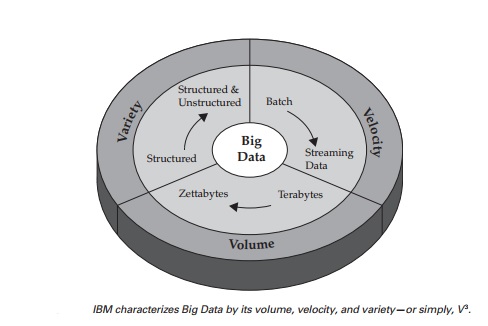 Variety
Structured &
Unstructured
Structured
Batch
Velocity
Streaming
Data
Big
Data
Zettabytes
Terabytes
Volume
IBM characterizes Big Data by its volume, velocity, and variety—or simply, V³.